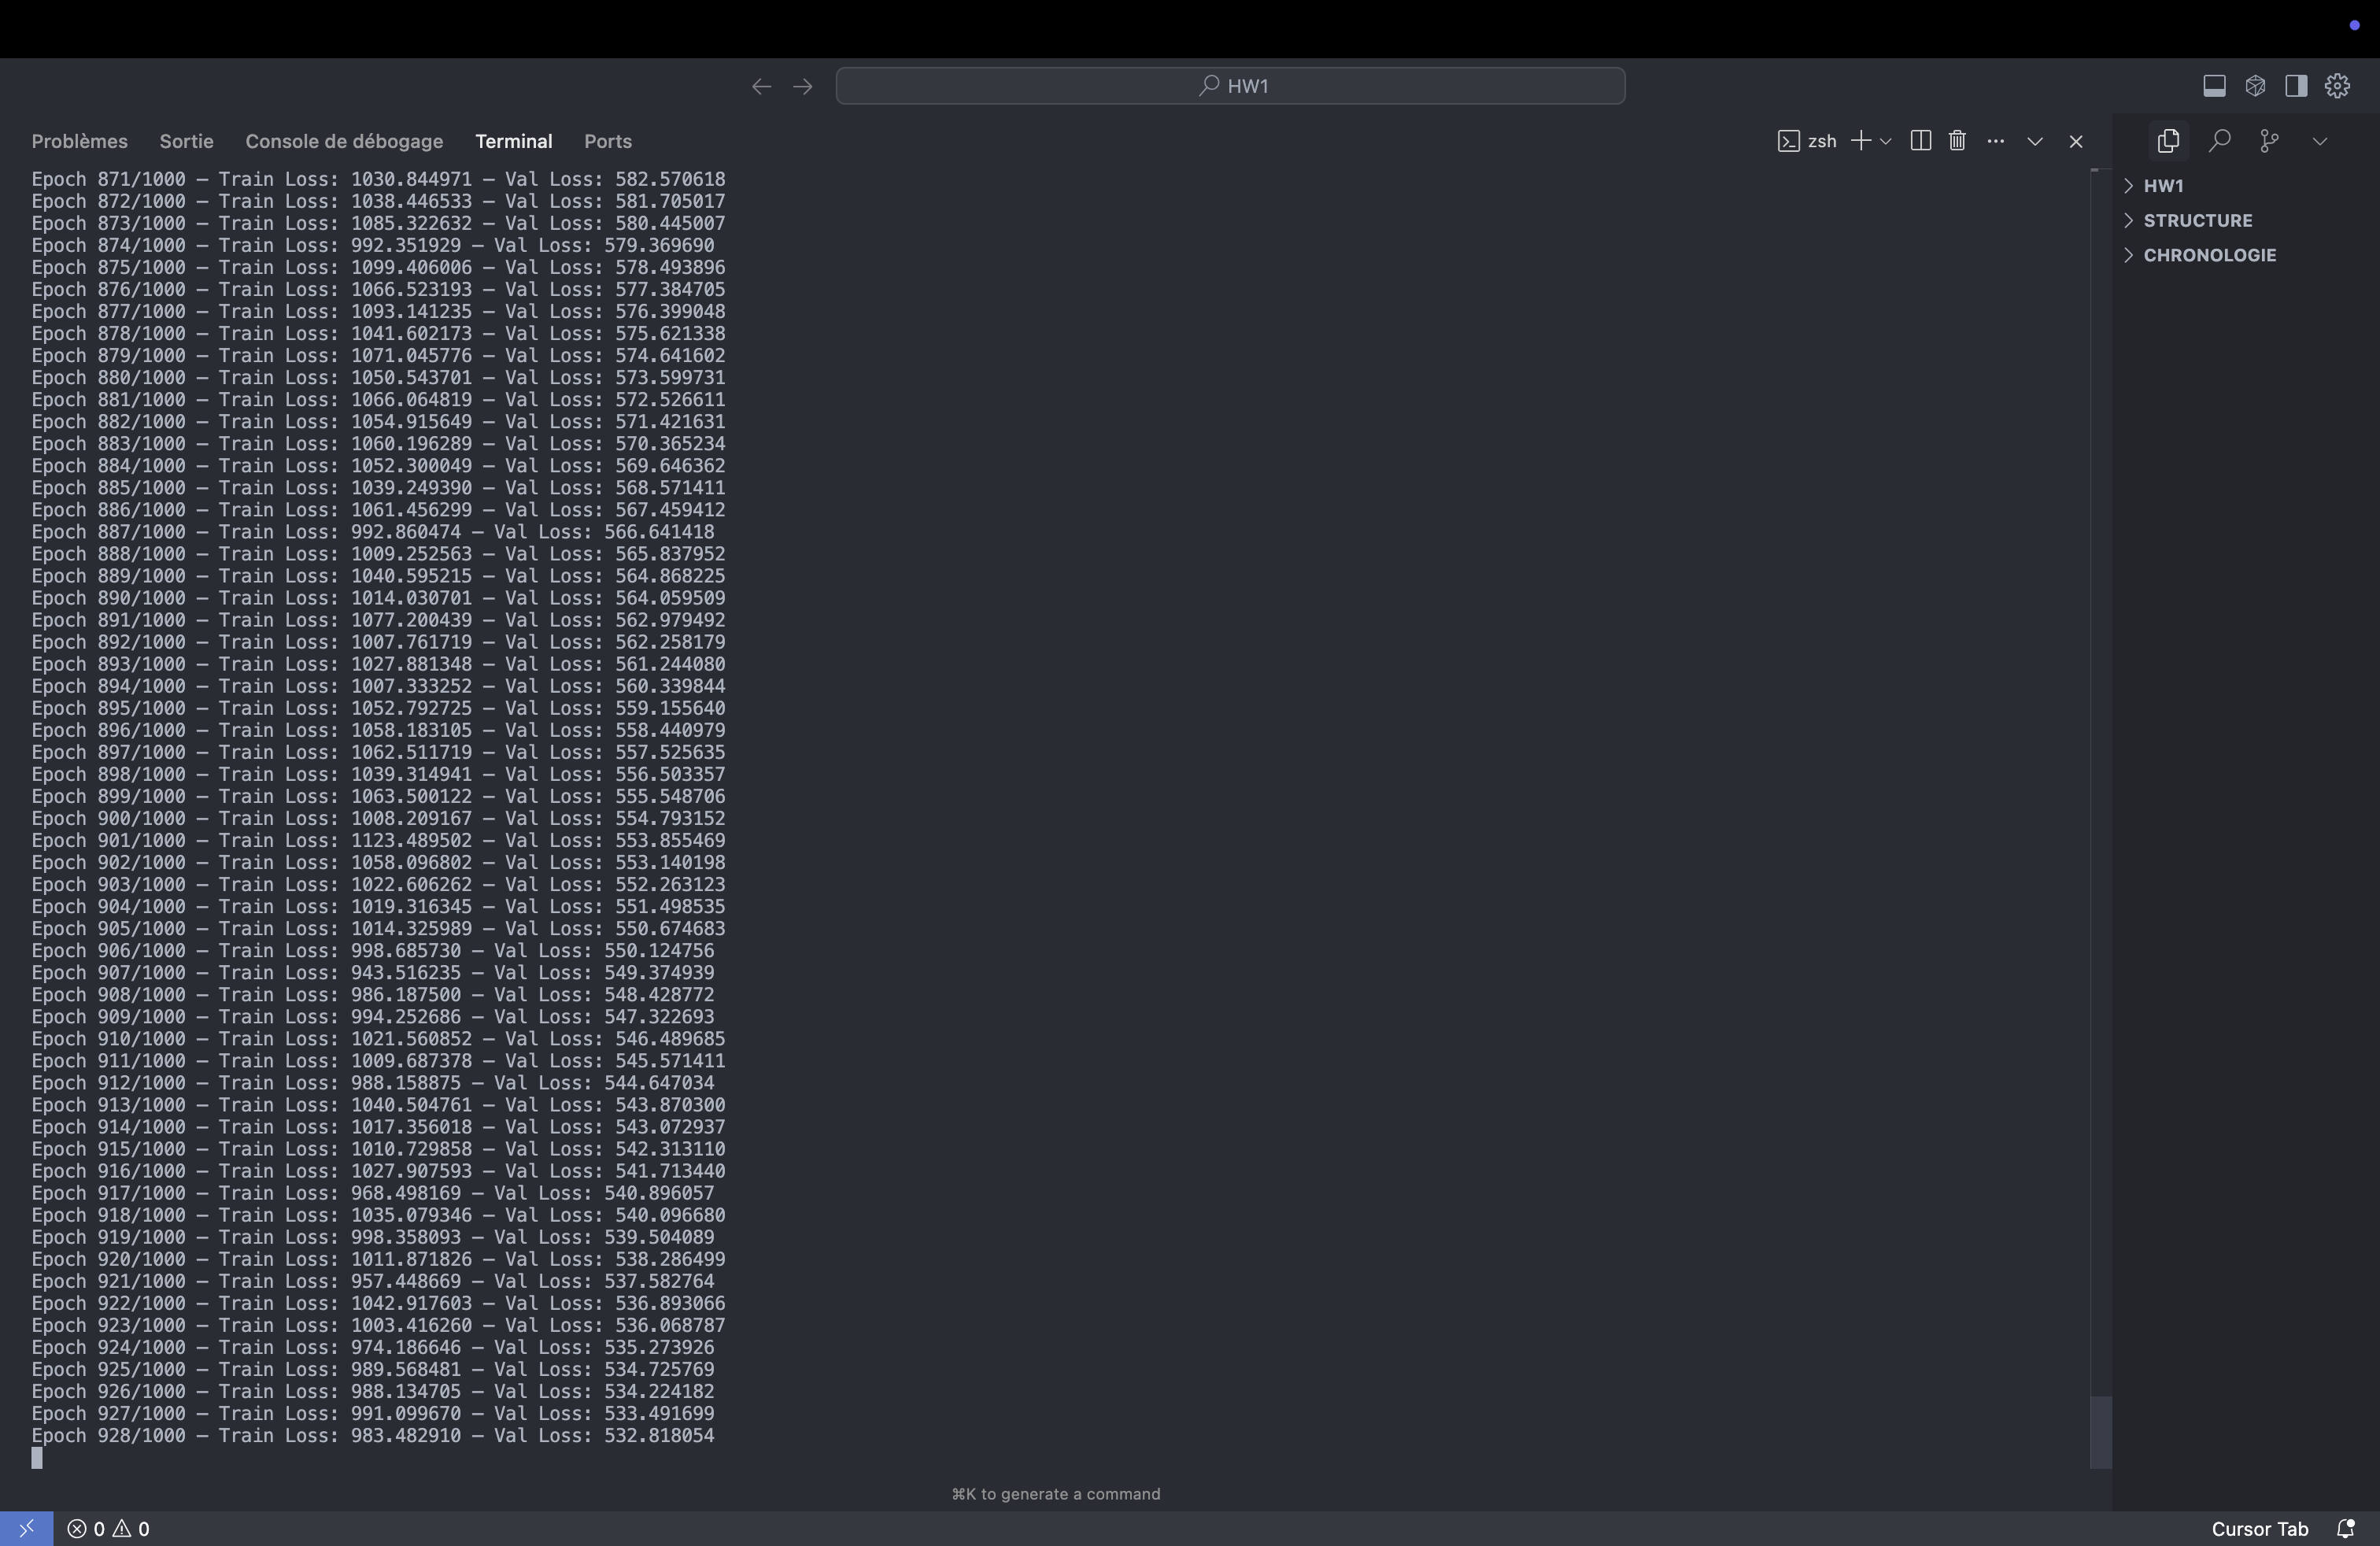 HW1
Problèmes Sortie Console de débogage Terminal Ports zsh
Epoch 871/1000 — Train Loss: 1030.844971 — Val Loss: 582.570618
Epoch 872/1000 — Train Loss: 1038.446533 — Val Loss: 581.705017
Epoch 873/1000 — Train Loss: 1085.322632 — Val Loss: 580.445007
Epoch 874/1000 — Train Loss: 992.351929 — Val Loss: 579.369690
Epoch 875/1000 — Train Loss: 1099.406006 — Val Loss: 578.493896
Epoch 876/1000 — Train Loss: 1066.523193 — Val Loss: 577.384705
Epoch 877/1000 — Train Loss: 1093.141235 — Val Loss: 576.399048
Epoch 878/1000 — Train Loss: 1041.602173 — Val Loss: 575.621338
Epoch 879/1000 — Train Loss: 1071.045776 — Val Loss: 574.641602
Epoch 880/1000 — Train Loss: 1050.543701 — Val Loss: 573.599731
Epoch 881/1000 — Train Loss: 1066.064819 — Val Loss: 572.526611
Epoch 882/1000 — Train Loss: 1054.915649 — Val Loss: 571.421631
Epoch 883/1000 — Train Loss: 1060.196289 — Val Loss: 570.365234
Epoch 884/1000 — Train Loss: 1052.300049 — Val Loss: 569.646362
Epoch 885/1000 — Train Loss: 1039.249390 — Val Loss: 568.571411
Epoch 886/1000 — Train Loss: 1061.456299 — Val Loss: 567.459412
Epoch 887/1000 — Train Loss: 992.860474 — Val Loss: 566.641418
Epoch 888/1000 — Train Loss: 1009.252563 — Val Loss: 565.837952
Epoch 889/1000 — Train Loss: 1040.595215 — Val Loss: 564.868225
Epoch 890/1000 — Train Loss: 1014.030701 — Val Loss: 564.059509
Epoch 891/1000 — Train Loss: 1077.200439 — Val Loss: 562.979492
Epoch 892/1000 — Train Loss: 1007.761719 — Val Loss: 562.258179
Epoch 893/1000 — Train Loss: 1027.881348 — Val Loss: 561.244080
Epoch 894/1000 — Train Loss: 1007.333252 — Val Loss: 560.339844
Epoch 895/1000 — Train Loss: 1052.792725 — Val Loss: 559.155640
Epoch 896/1000 — Train Loss: 1058.183105 — Val Loss: 558.440979
Epoch 897/1000 — Train Loss: 1062.511719 — Val Loss: 557.525635
Epoch 898/1000 — Train Loss: 1039.314941 — Val Loss: 556.503357
Epoch 899/1000 — Train Loss: 1063.500122 — Val Loss: 555.548706
Epoch 900/1000 — Train Loss: 1008.209167 — Val Loss: 554.793152
Epoch 901/1000 — Train Loss: 1123.489502 — Val Loss: 553.855469
Epoch 902/1000 — Train Loss: 1058.096802 — Val Loss: 553.140198
Epoch 903/1000 — Train Loss: 1022.606262 — Val Loss: 552.263123
Epoch 904/1000 — Train Loss: 1019.316345 — Val Loss: 551.498535
Epoch 905/1000 — Train Loss: 1014.325989 — Val Loss: 550.674683
Epoch 906/1000 — Train Loss: 998.685730 — Val Loss: 550.124756
Epoch 907/1000 — Train Loss: 943.516235 — Val Loss: 549.374939
Epoch 908/1000 — Train Loss: 986.187500 — Val Loss: 548.428772
Epoch 909/1000 — Train Loss: 994.252686 — Val Loss: 547.322693
Epoch 910/1000 — Train Loss: 1021.560852 — Val Loss: 546.489685
Epoch 911/1000 — Train Loss: 1009.687378 — Val Loss: 545.571411
Epoch 912/1000 — Train Loss: 988.158875 — Val Loss: 544.647034
Epoch 913/1000 — Train Loss: 1040.504761 — Val Loss: 543.870300
Epoch 914/1000 — Train Loss: 1017.356018 — Val Loss: 543.072937
Epoch 915/1000 — Train Loss: 1010.729858 — Val Loss: 542.313110
Epoch 916/1000 — Train Loss: 1027.907593 — Val Loss: 541.713440
Epoch 917/1000 — Train Loss: 968.498169 — Val Loss: 540.896057
Epoch 918/1000 — Train Loss: 1035.079346 — Val Loss: 540.096680
Epoch 919/1000 — Train Loss: 998.358093 — Val Loss: 539.504089
Epoch 920/1000 — Train Loss: 1011.871826 — Val Loss: 538.286499
Epoch 921/1000 — Train Loss: 957.448669 — Val Loss: 537.582764
Epoch 922/1000 — Train Loss: 1042.917603 — Val Loss: 536.893066
Epoch 923/1000 — Train Loss: 1003.416260 — Val Loss: 536.068787
Epoch 924/1000 — Train Loss: 974.186646 — Val Loss: 535.273926
Epoch 925/1000 — Train Loss: 989.568481 — Val Loss: 534.725769
Epoch 926/1000 — Train Loss: 988.134705 — Val Loss: 534.224182
Epoch 927/1000 — Train Loss: 991.099670 — Val Loss: 533.491699
Epoch 928/1000 — Train Loss: 983.482910 — Val Loss: 532.818054
⌘K to generate a command
HW1
STRUCTURE
CHRONOLOGIE
0 0
Cursor Tab